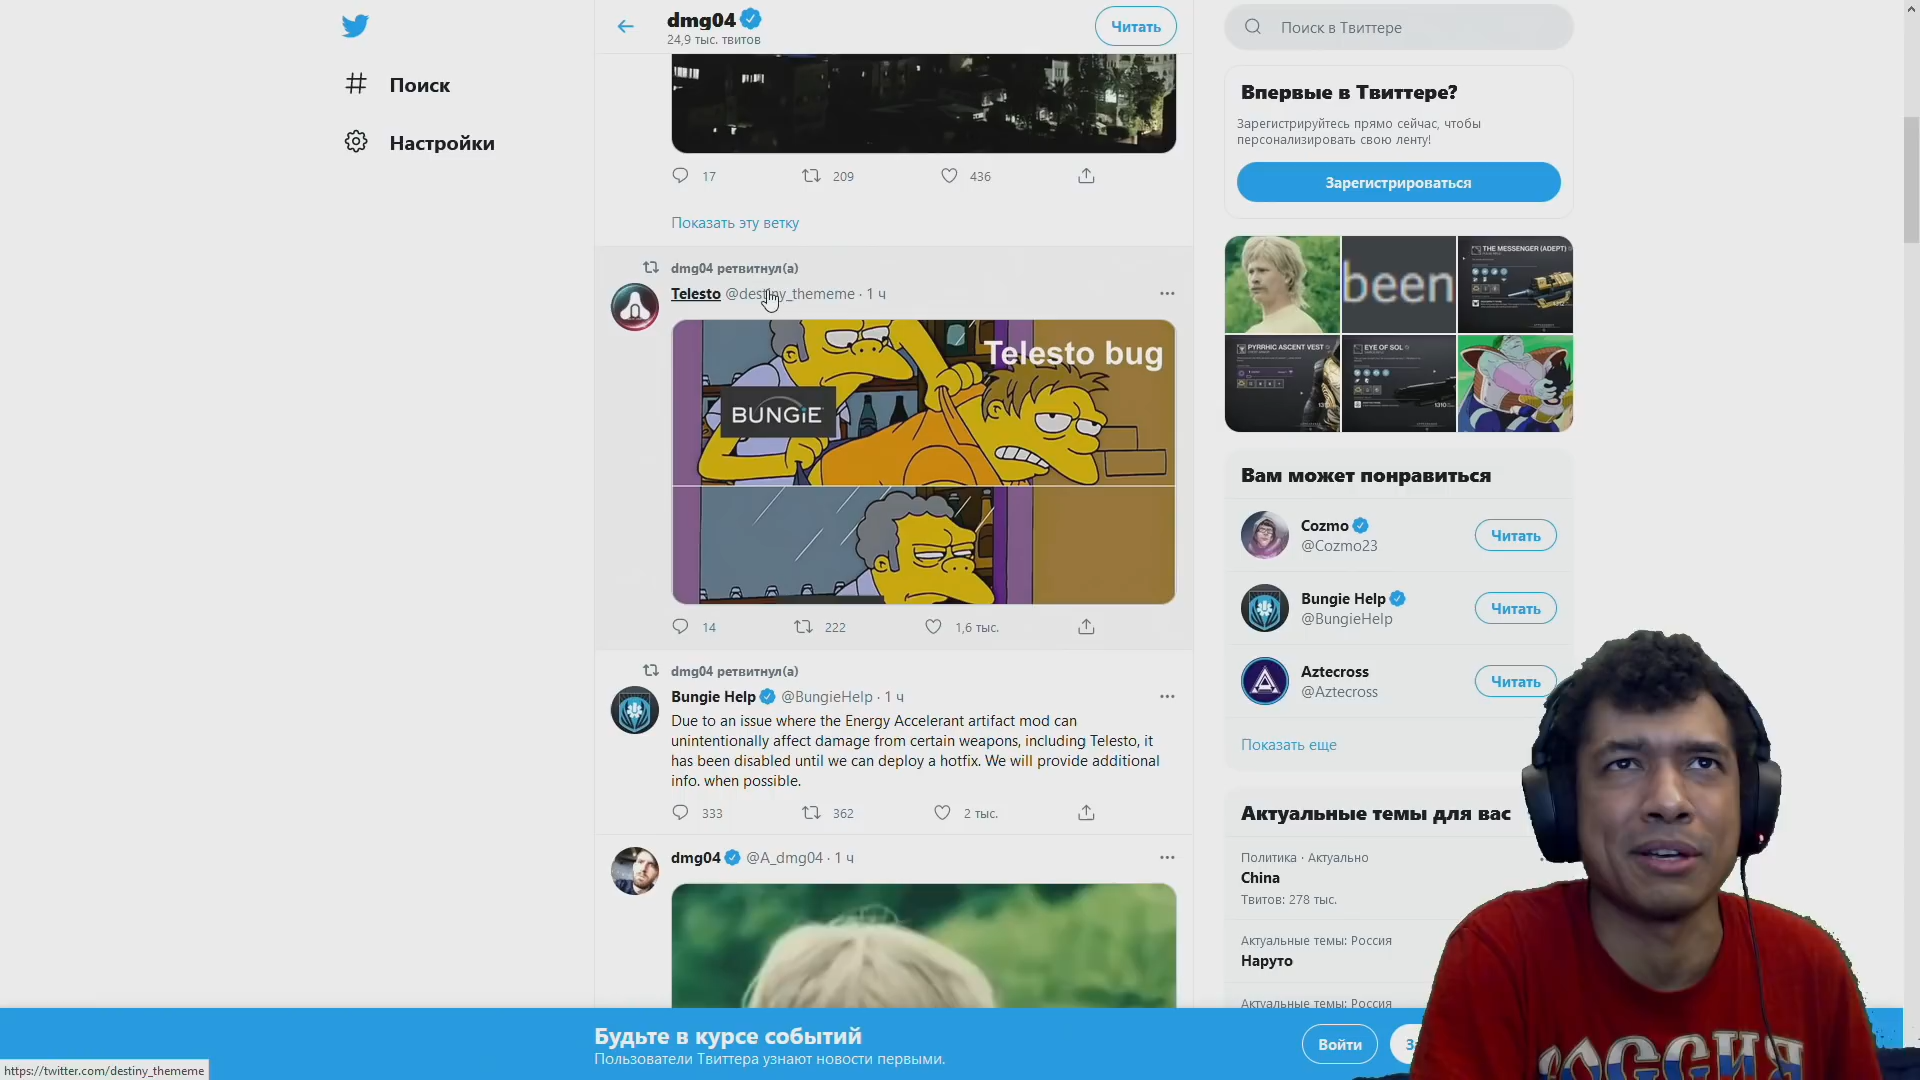 dmg04
24,9 тыс. твитов
Читать
Поиск в Твиттере
Поиск
Настройки
17
209
436
Показать эту ветку
dmg04 ретвитнул(а)
Telesto @destiny_thememe · 1 ч
Telesto bug
BUNGiE
14
222
1,6 тыс.
dmg04 ретвитнул(а)
Bungie Help @BungieHelp · 1 ч
Due to an issue where the Energy Accelerant artifact mod can
unintentionally affect damage from certain weapons, including Telesto, it
has been disabled until we can deploy a hotfix. We will provide additional
info. when possible.
333
362
2 тыс.
dmg04 @A_dmg04 · 1 ч
Впервые в Твиттере?
Зарегистрируйтесь прямо сейчас, чтобы
персонализировать свою ленту!
Зарегистрироваться
been
THE MESSENGER (ADEPT)
PYRRHIC ASCENT VEST
EYE OF SOL
Вам может понравиться
Cozmo
@Cozmo23
Читать
Bungie Help
@BungieHelp
Читать
Aztecross
@Aztecross
Читать
Показать еще
Актуальные темы для вас
Политика · Актуально
China
Твитов: 278 тыс.
Актуальные темы: Россия
Наруто
Актуальные темы: Россия
Будьте в курсе событий
Пользователи Твиттера узнают новости первыми.
Войти
За
РОССИЯ
https://twitter.com/destiny_thememe